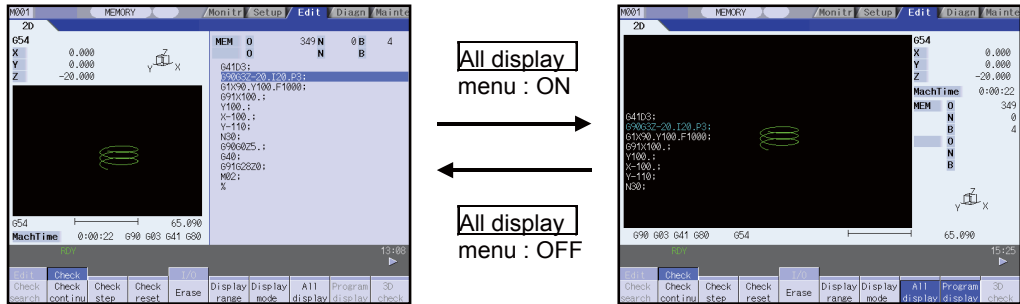 M001 MEMORY Monitr Setup Edit Diagn Mainte
2D
G54
X 0.000
Y 0.000
Z -20.000
Z
Y X
MEM O 349 N 0 B 4
O N B
G41D3;
G90G3Z-20.I20.P3;
G1X90.Y100.F1000;
G91X100.;
Y100.;
X-100.;
Y-110;
N30;
G90G0Z5.;
G40;
G91G28Z0;
M02;
%
G54 65.090
MachTime 0:00:22 G90 G03 G41 G80
RDY 13:08
Edit Check I/O
Check search
Check continu
Check step
Check reset
Erase
Display range
Display mode
All display
Program display
3D check
All display
menu : ON
All display
menu : OFF
M001 MEMORY Monitr Setup Edit Diagn Mainte
2D
G54
X 0.000
Y 0.000
Z -20.000
MachTime 0:00:22
MEM O 349
N 0
B 4
O
N
B
G41D3;
G90G3Z-20.I20.P3;
G1X90.Y100.F1000;
G91X100.;
Y100.;
X-100.;
Y-110;
N30;
Z
Y X
G90 G03 G41 G80 G54 65.090
RDY 15:25
Edit Check I/O
Check search
Check continu
Check step
Check reset
Erase
Display range
Display mode
All display
Program display
3D check